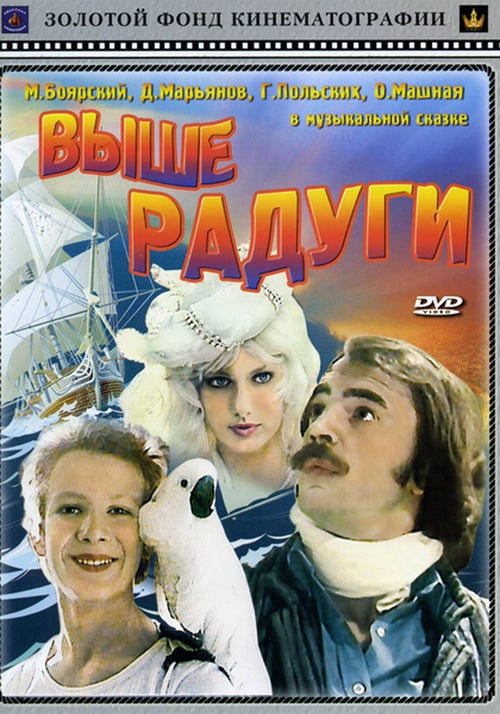 ЗОЛОТОЙ ФОНД КИНЕМАТОГРАФИИ
М.Боярский, Д.Марьянов, Г.Польских, О.Машная
в музыкальной сказке
ВЫШЕ
РАДУГИ
DVD
VIDEO